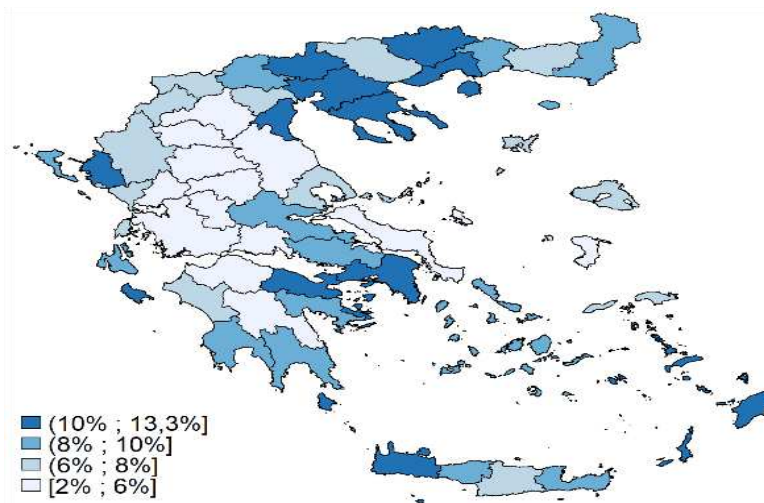 (10% ; 13,3%]
(8% ; 10%]
(6% ; 8%]
[2% ; 6%]